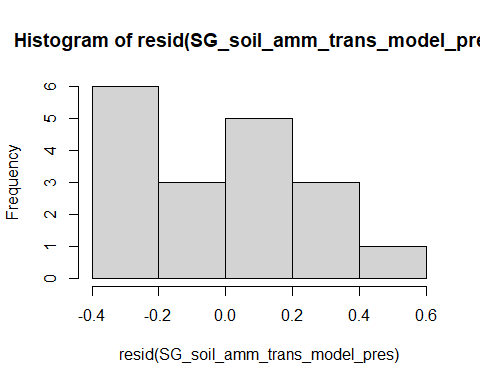 Histogram of resid(SG_soil_amm_trans_model_pre
Frequency
6
5
4
3
2
1
0
-0.4 -0.2 0.0 0.2 0.4 0.6
resid(SG_soil_amm_trans_model_pres)